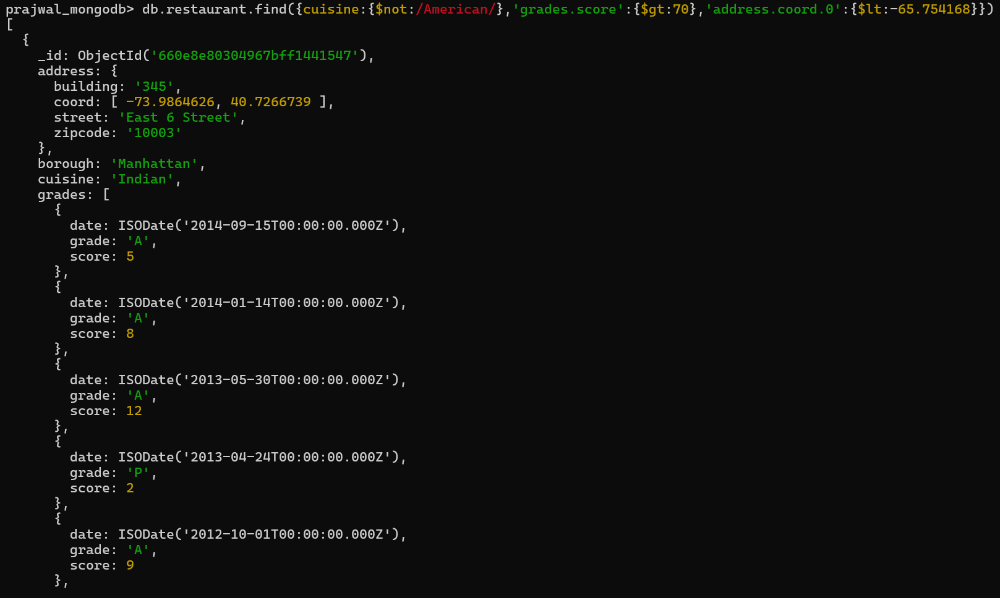 prajwal_mongodb> db.restaurant.find({cuisine:{$not:/American/},'grades.score':{$gt:70},'address.coord.0':{$lt:-65.754168}})
[
  {
    _id: ObjectId('660e8e80304967bff1441547'),
    address: {
      building: '345',
      coord: [ -73.9864626, 40.7266739 ],
      street: 'East 6 Street',
      zipcode: '10003'
    },
    borough: 'Manhattan',
    cuisine: 'Indian',
    grades: [
      {
        date: ISODate('2014-09-15T00:00:00.000Z'),
        grade: 'A',
        score: 5
      },
      {
        date: ISODate('2014-01-14T00:00:00.000Z'),
        grade: 'A',
        score: 8
      },
      {
        date: ISODate('2013-05-30T00:00:00.000Z'),
        grade: 'A',
        score: 12
      },
      {
        date: ISODate('2013-04-24T00:00:00.000Z'),
        grade: 'P',
        score: 2
      },
      {
        date: ISODate('2012-10-01T00:00:00.000Z'),
        grade: 'A',
        score: 9
      },